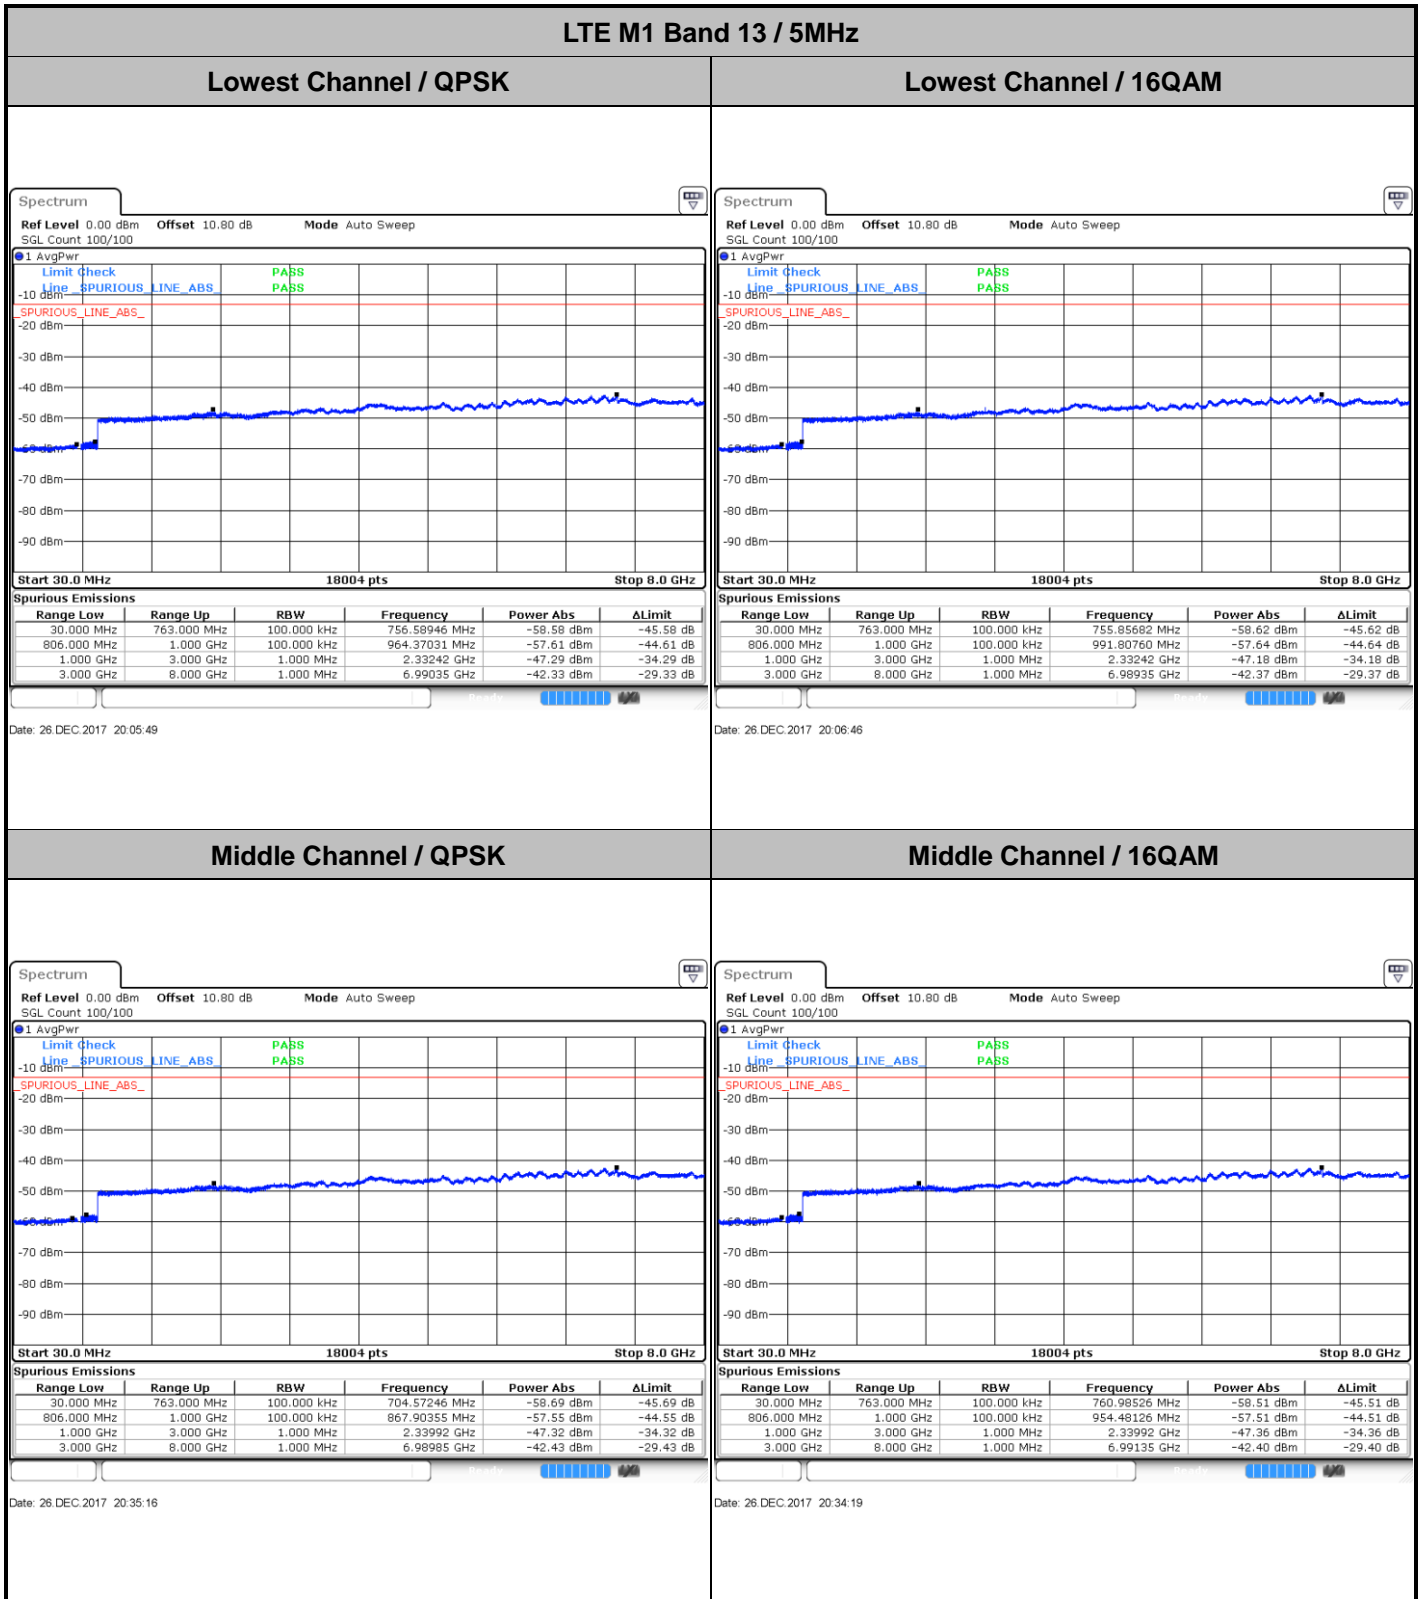 LTE M1 Band 13 / 5MHz
Lowest Channel / QPSK
Lowest Channel / 16QAM
Spectrum
Ref Level 0.00 dBm Offset 10.80 dB Mode Auto Sweep
SGL Count 100/100
1 AvgPwr
Limit Check PASS
Line _SPURIOUS_LINE_ABS_ PASS
-10 dBm
_SPURIOUS_LINE_ABS_
-20 dBm
-30 dBm
-40 dBm
-50 dBm
-60 dBm
-70 dBm
-80 dBm
-90 dBm
Start 30.0 MHz 18004 pts Stop 8.0 GHz
Spurious Emissions
Range Low Range Up RBW Frequency Power Abs ΔLimit
30.000 MHz 763.000 MHz 100.000 kHz 756.58946 MHz -58.58 dBm -45.58 dB
806.000 MHz 1.000 GHz 100.000 kHz 964.37031 MHz -57.61 dBm -44.61 dB
1.000 GHz 3.000 GHz 1.000 MHz 2.33242 GHz -47.29 dBm -34.29 dB
3.000 GHz 8.000 GHz 1.000 MHz 6.99035 GHz -42.33 dBm -29.33 dB
Ready
Date: 26.DEC.2017 20:05:49
Spectrum
Ref Level 0.00 dBm Offset 10.80 dB Mode Auto Sweep
SGL Count 100/100
1 AvgPwr
Limit Check PASS
Line _SPURIOUS_LINE_ABS_ PASS
-10 dBm
_SPURIOUS_LINE_ABS_
-20 dBm
-30 dBm
-40 dBm
-50 dBm
-60 dBm
-70 dBm
-80 dBm
-90 dBm
Start 30.0 MHz 18004 pts Stop 8.0 GHz
Spurious Emissions
Range Low Range Up RBW Frequency Power Abs ΔLimit
30.000 MHz 763.000 MHz 100.000 kHz 755.85682 MHz -58.62 dBm -45.62 dB
806.000 MHz 1.000 GHz 100.000 kHz 991.80760 MHz -57.64 dBm -44.64 dB
1.000 GHz 3.000 GHz 1.000 MHz 2.33242 GHz -47.18 dBm -34.18 dB
3.000 GHz 8.000 GHz 1.000 MHz 6.98935 GHz -42.37 dBm -29.37 dB
Ready
Date: 26.DEC.2017 20:06:46
Middle Channel / QPSK
Middle Channel / 16QAM
Spectrum
Ref Level 0.00 dBm Offset 10.80 dB Mode Auto Sweep
SGL Count 100/100
1 AvgPwr
Limit Check PASS
Line _SPURIOUS_LINE_ABS_ PASS
-10 dBm
_SPURIOUS_LINE_ABS_
-20 dBm
-30 dBm
-40 dBm
-50 dBm
-60 dBm
-70 dBm
-80 dBm
-90 dBm
Start 30.0 MHz 18004 pts Stop 8.0 GHz
Spurious Emissions
Range Low Range Up RBW Frequency Power Abs ΔLimit
30.000 MHz 763.000 MHz 100.000 kHz 704.57246 MHz -58.69 dBm -45.69 dB
806.000 MHz 1.000 GHz 100.000 kHz 867.90355 MHz -57.55 dBm -44.55 dB
1.000 GHz 3.000 GHz 1.000 MHz 2.33992 GHz -47.32 dBm -34.32 dB
3.000 GHz 8.000 GHz 1.000 MHz 6.98985 GHz -42.43 dBm -29.43 dB
Ready
Date: 26.DEC.2017 20:35:16
Spectrum
Ref Level 0.00 dBm Offset 10.80 dB Mode Auto Sweep
SGL Count 100/100
1 AvgPwr
Limit Check PASS
Line _SPURIOUS_LINE_ABS_ PASS
-10 dBm
_SPURIOUS_LINE_ABS_
-20 dBm
-30 dBm
-40 dBm
-50 dBm
-60 dBm
-70 dBm
-80 dBm
-90 dBm
Start 30.0 MHz 18004 pts Stop 8.0 GHz
Spurious Emissions
Range Low Range Up RBW Frequency Power Abs ΔLimit
30.000 MHz 763.000 MHz 100.000 kHz 760.98526 MHz -58.51 dBm -45.51 dB
806.000 MHz 1.000 GHz 100.000 kHz 954.48126 MHz -57.51 dBm -44.51 dB
1.000 GHz 3.000 GHz 1.000 MHz 2.33992 GHz -47.36 dBm -34.36 dB
3.000 GHz 8.000 GHz 1.000 MHz 6.99135 GHz -42.40 dBm -29.40 dB
Ready
Date: 26.DEC.2017 20:34:19